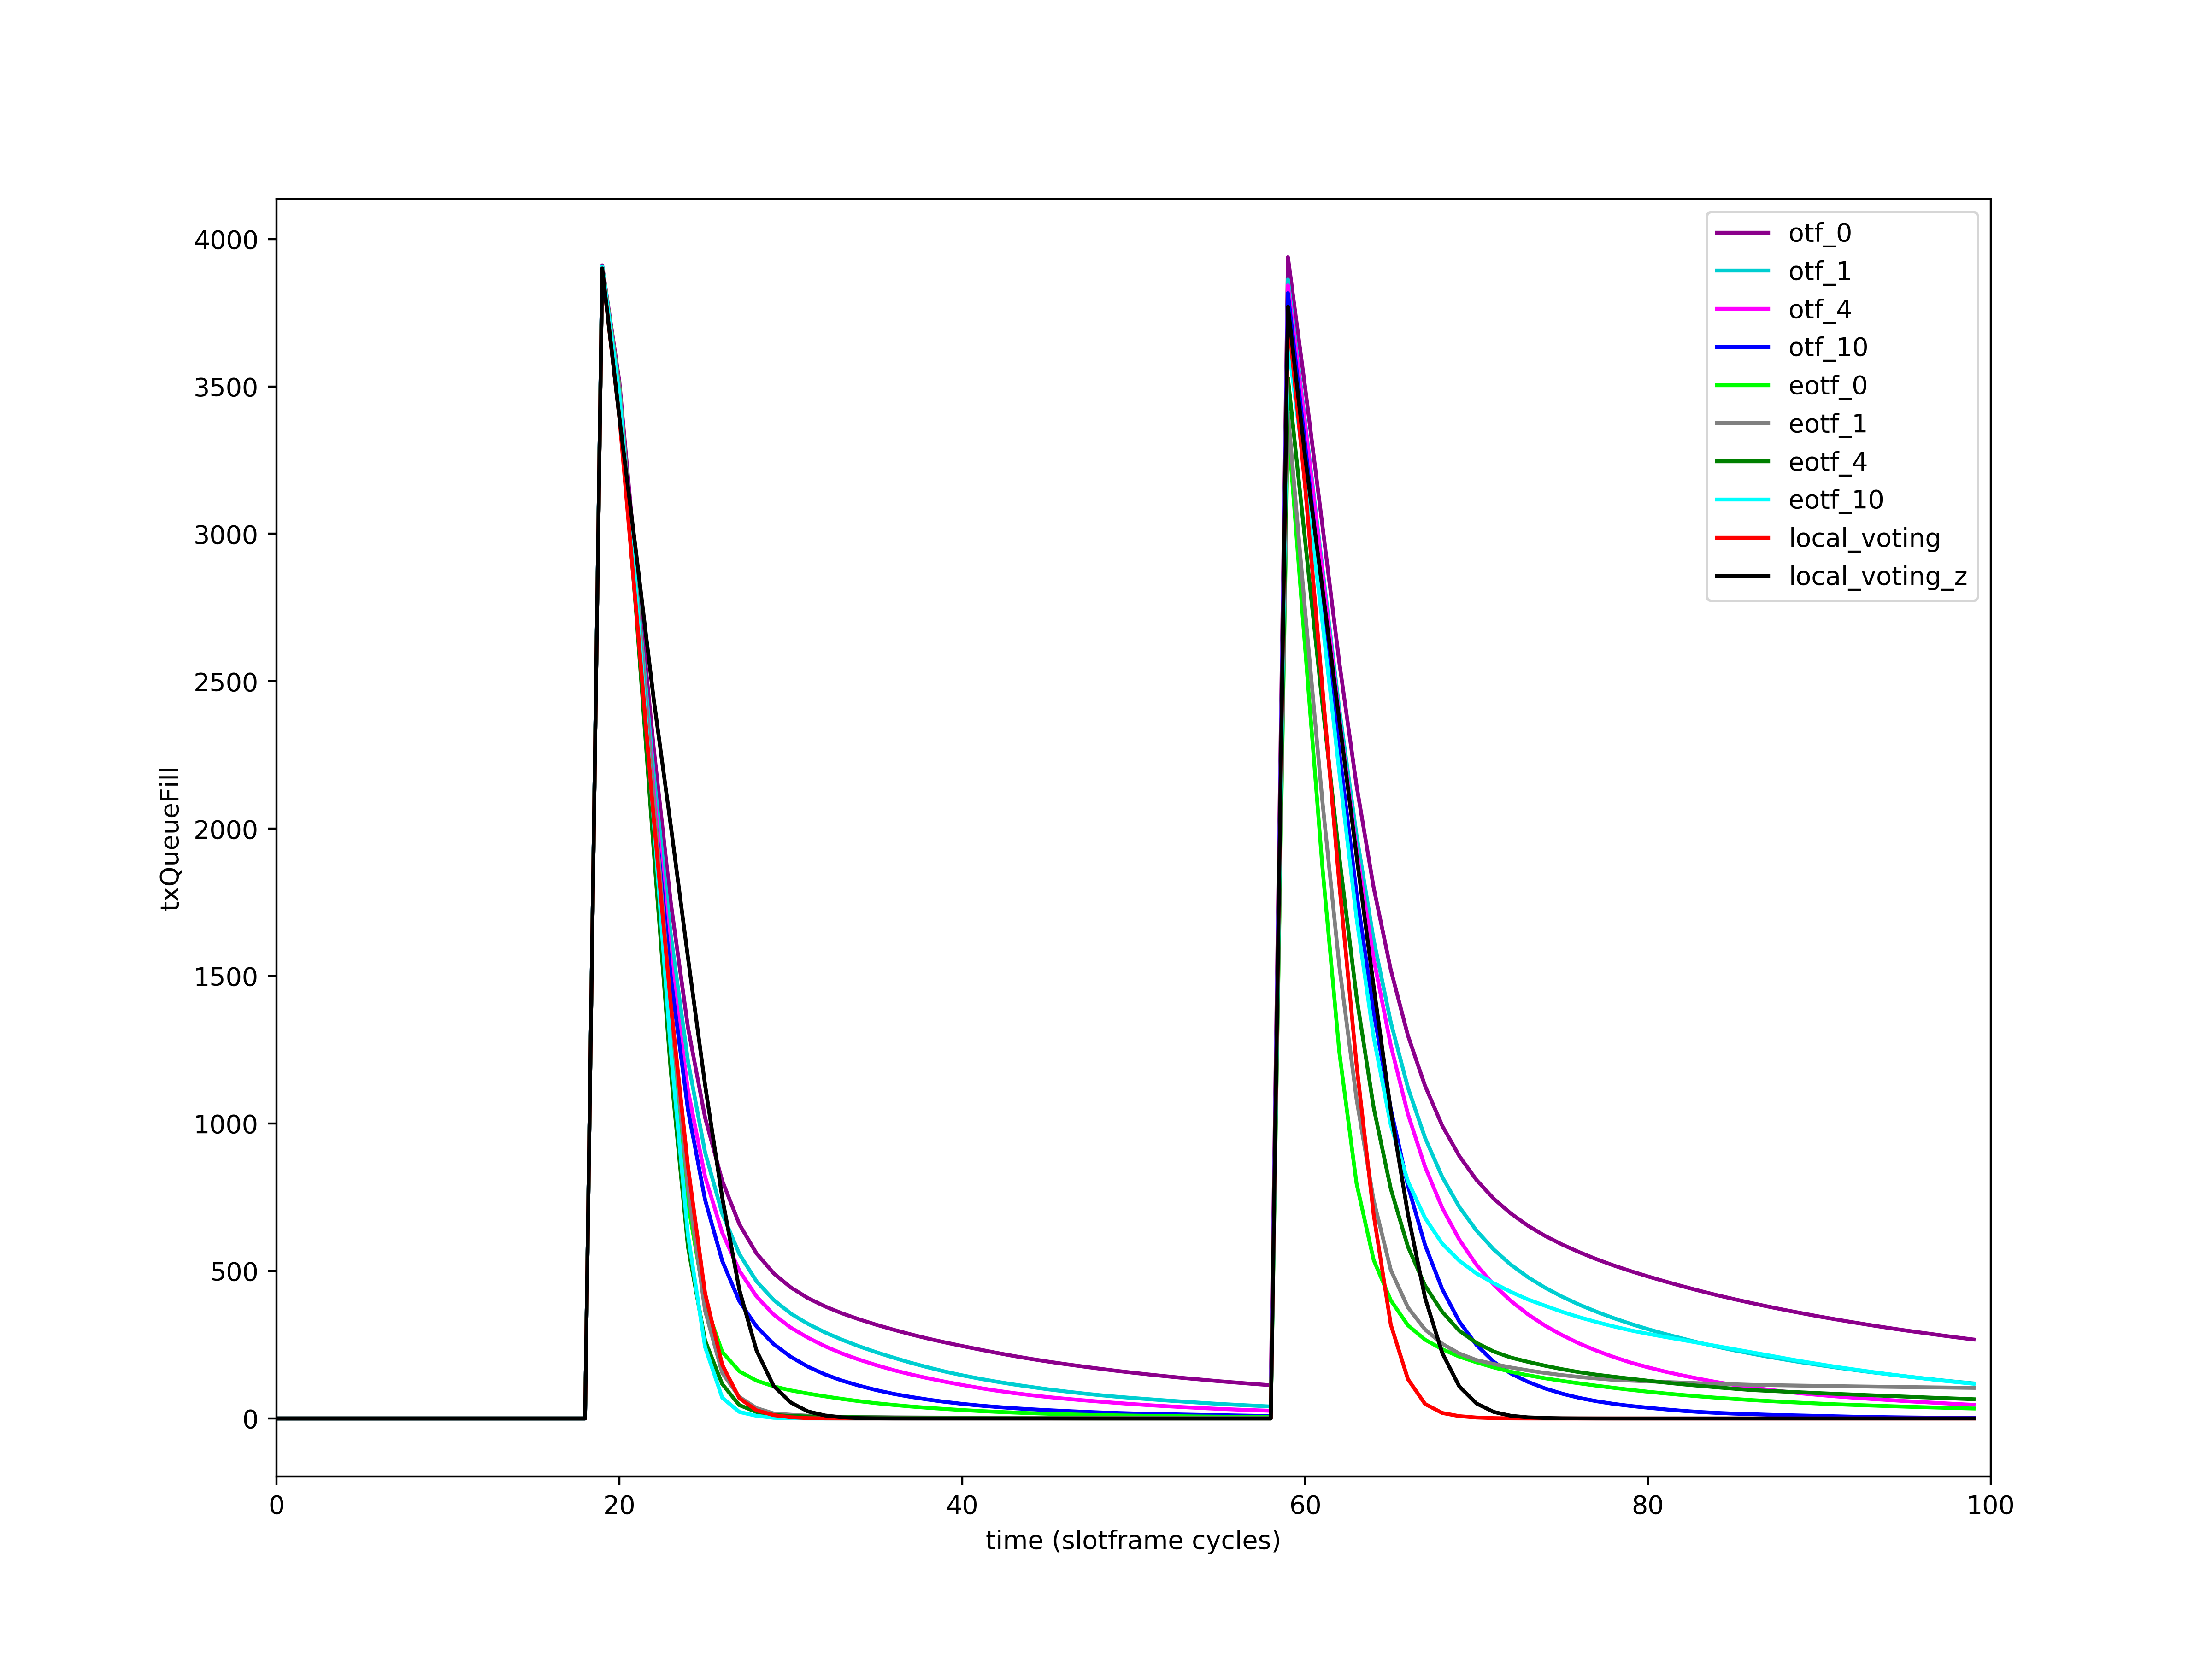 4000
3500
3000
2500
2000
1500
1000
500
0
txQueueFill
0 20 40 60 80 100
time (slotframe cycles)
otf_0
otf_1
otf_4
otf_10
eotf_0
eotf_1
eotf_4
eotf_10
local_voting
local_voting_z